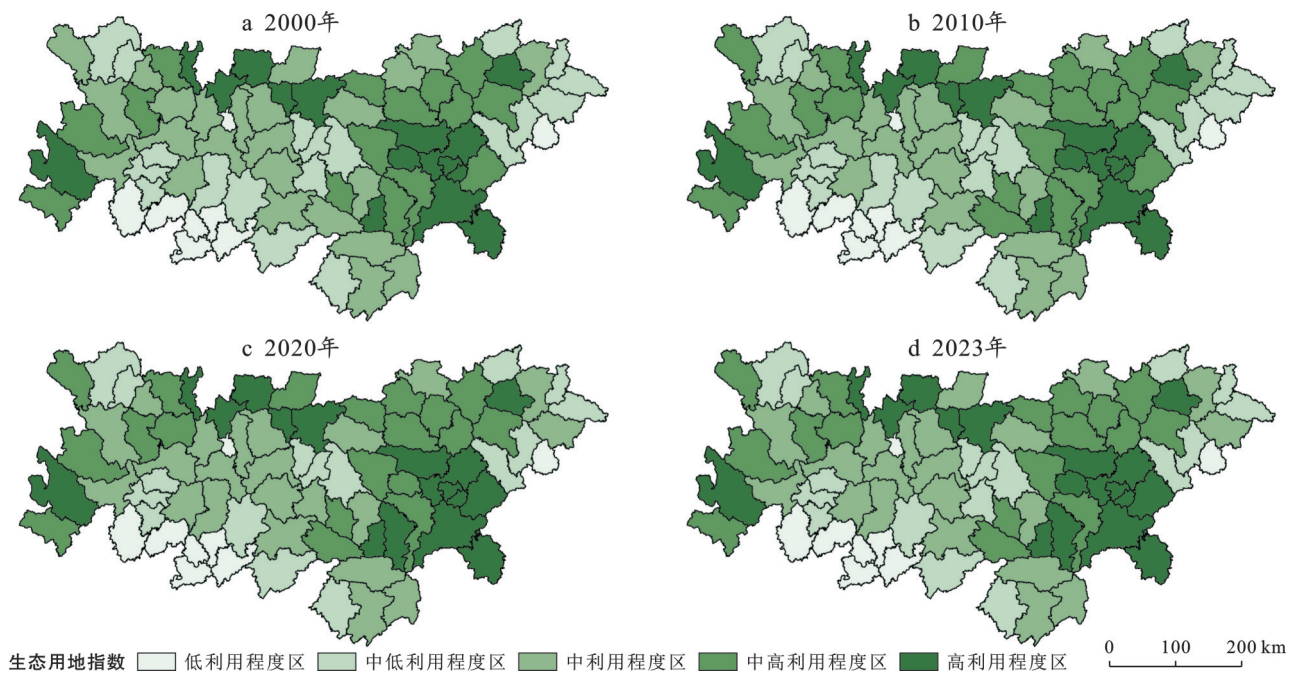 a 2000年
b 2010年
c 2020年
d 2023年
生态用地指数 低利用程度区 中低利用程度区 中利用程度区 中高利用程度区 高利用程度区
0 100 200 km